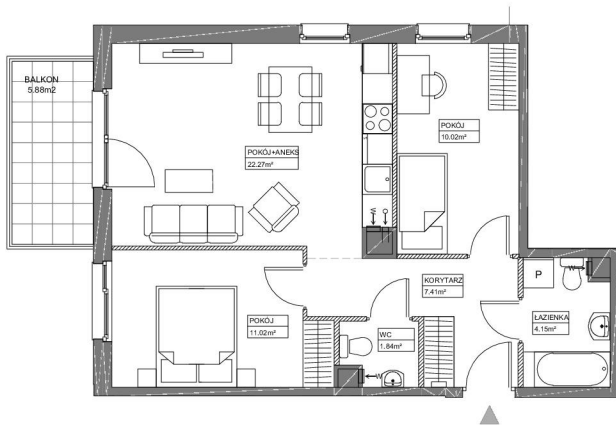 BALKON
5.88m2
POKÓJ+ANEKS
22.27m²
POKÓJ
10.02m²
W
O
KORYTARZ
7.41m²
P
W
ŁAZIENKA
4.15m²
POKÓJ
11.02m²
WC
1.84m²
W